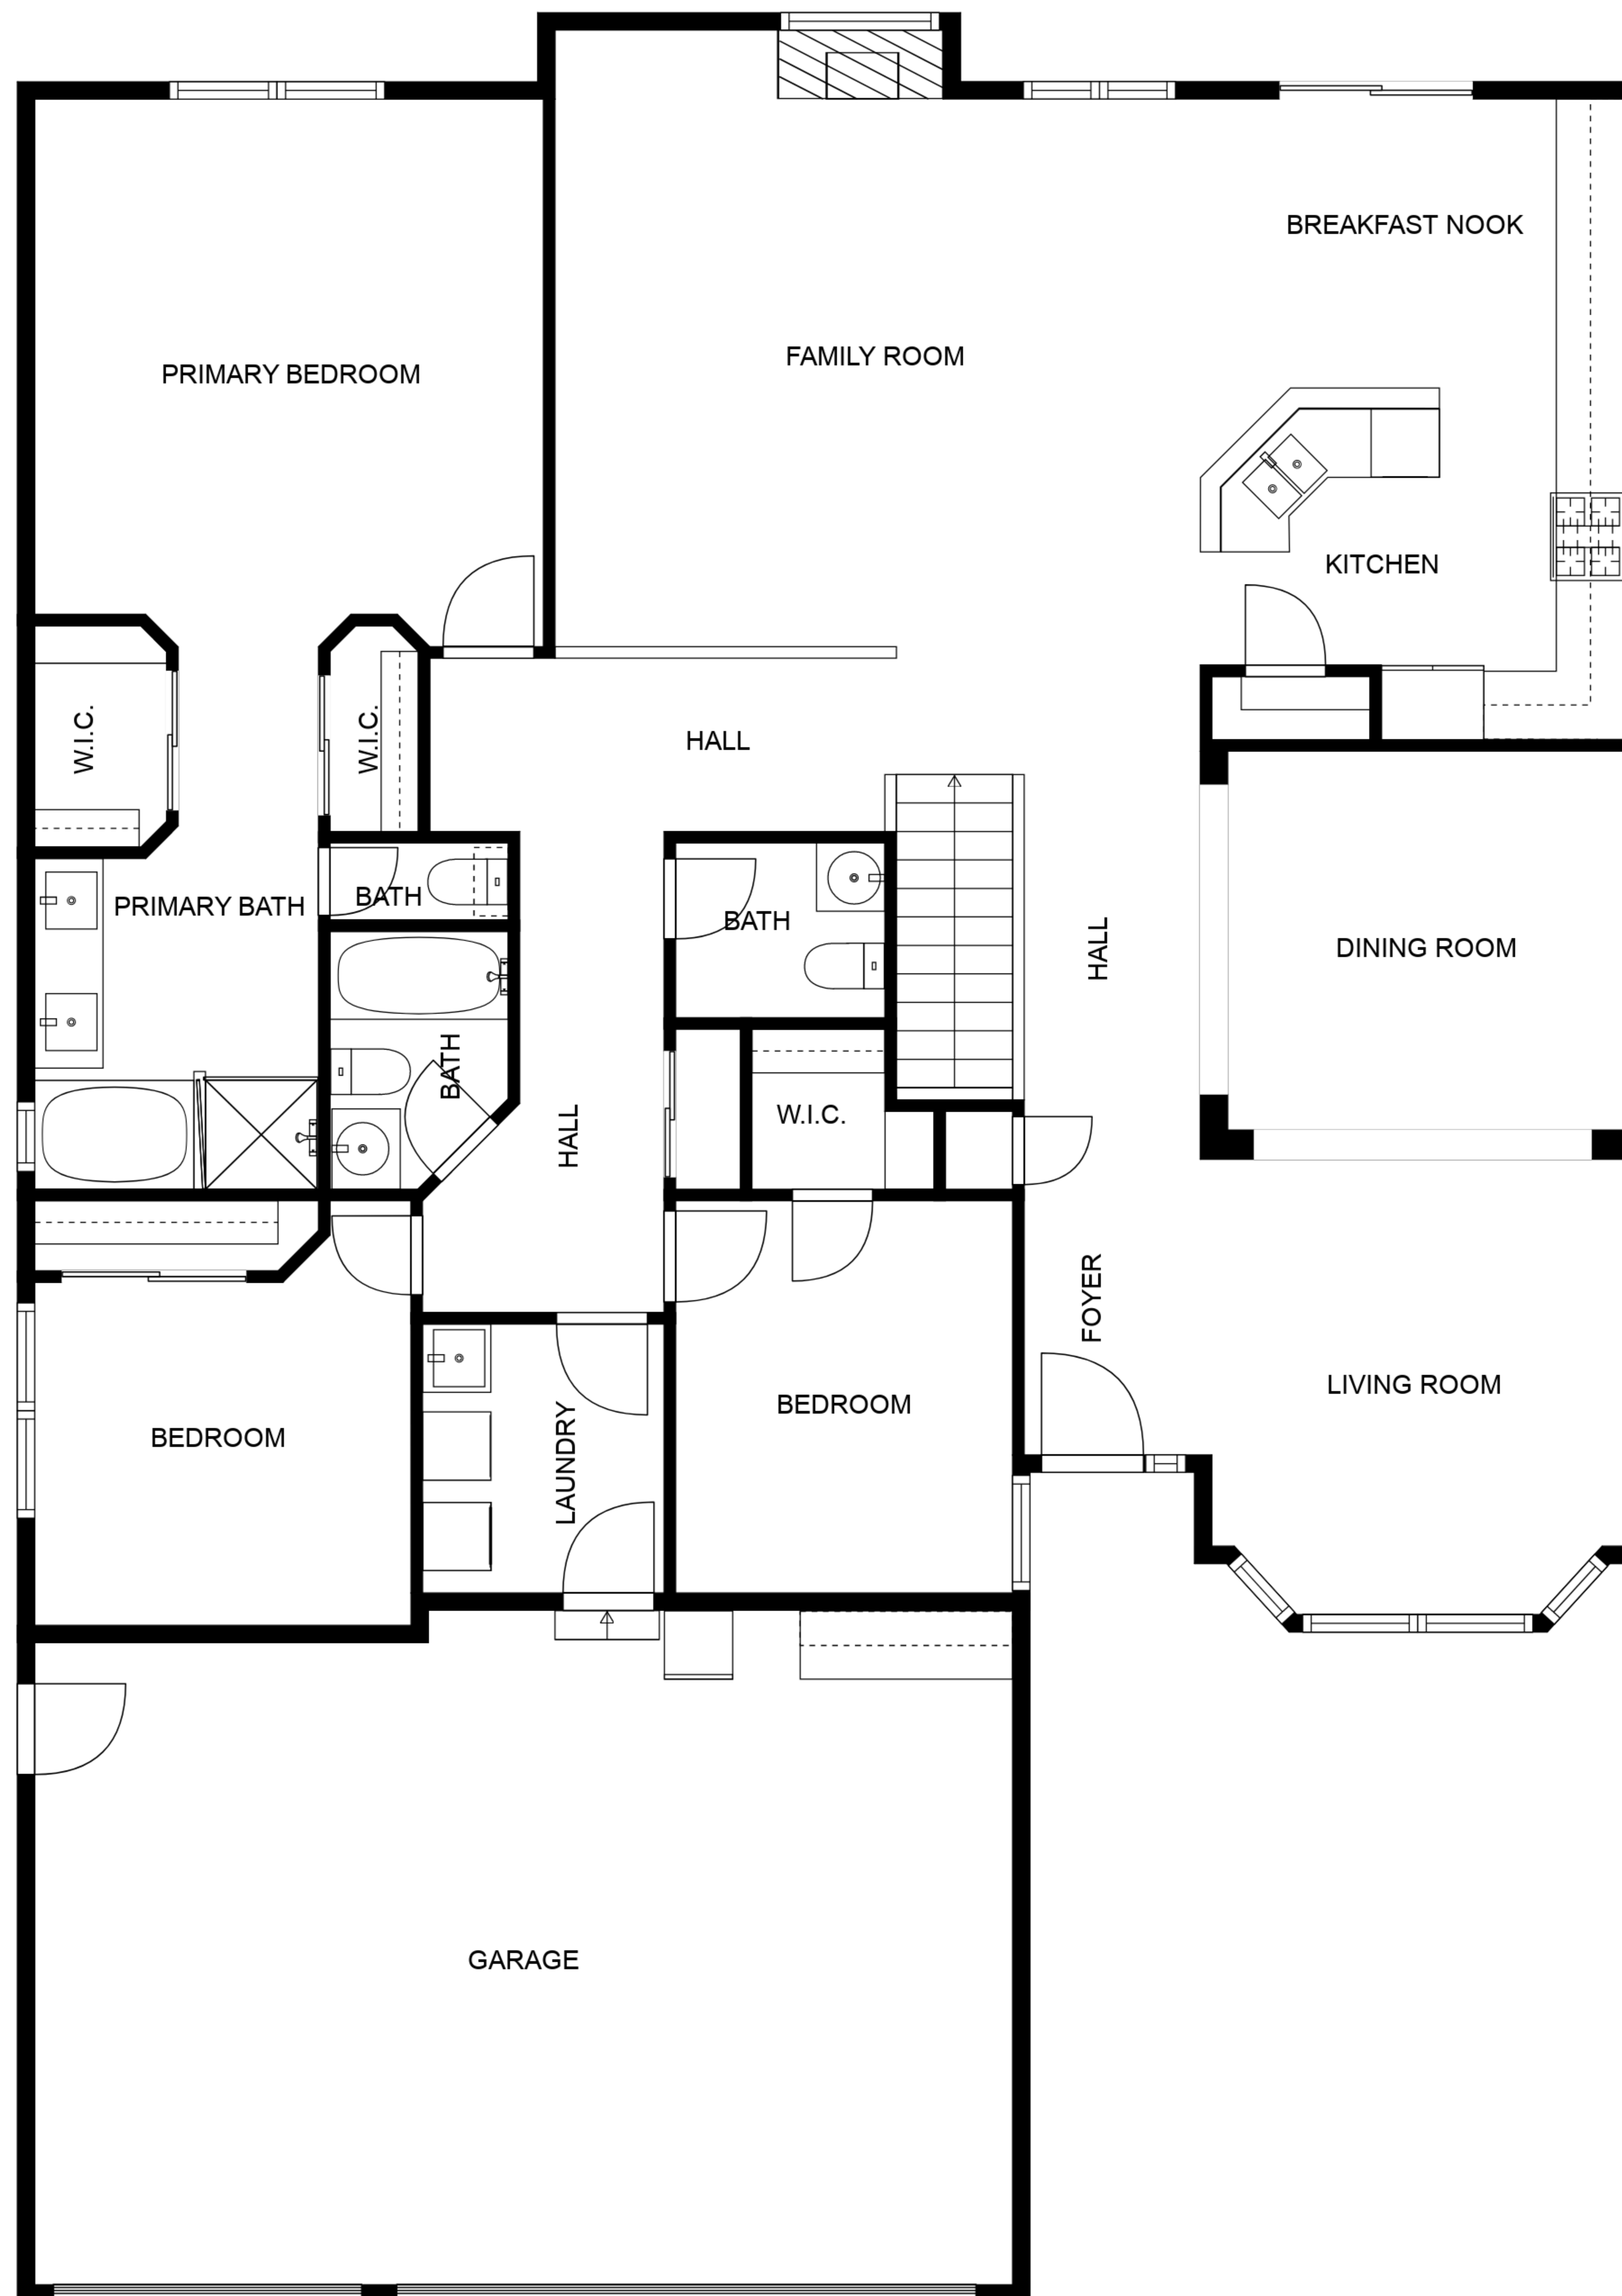 BREAKFAST NOOK
FAMILY ROOM
PRIMARY BEDROOM
KITCHEN
W.I.C.
W.I.C.
HALL
BATH
PRIMARY BATH
BATH
HALL
DINING ROOM
BATH
W.I.C.
HALL
FOYER
LIVING ROOM
BEDROOM
BEDROOM
LAUNDRY
GARAGE